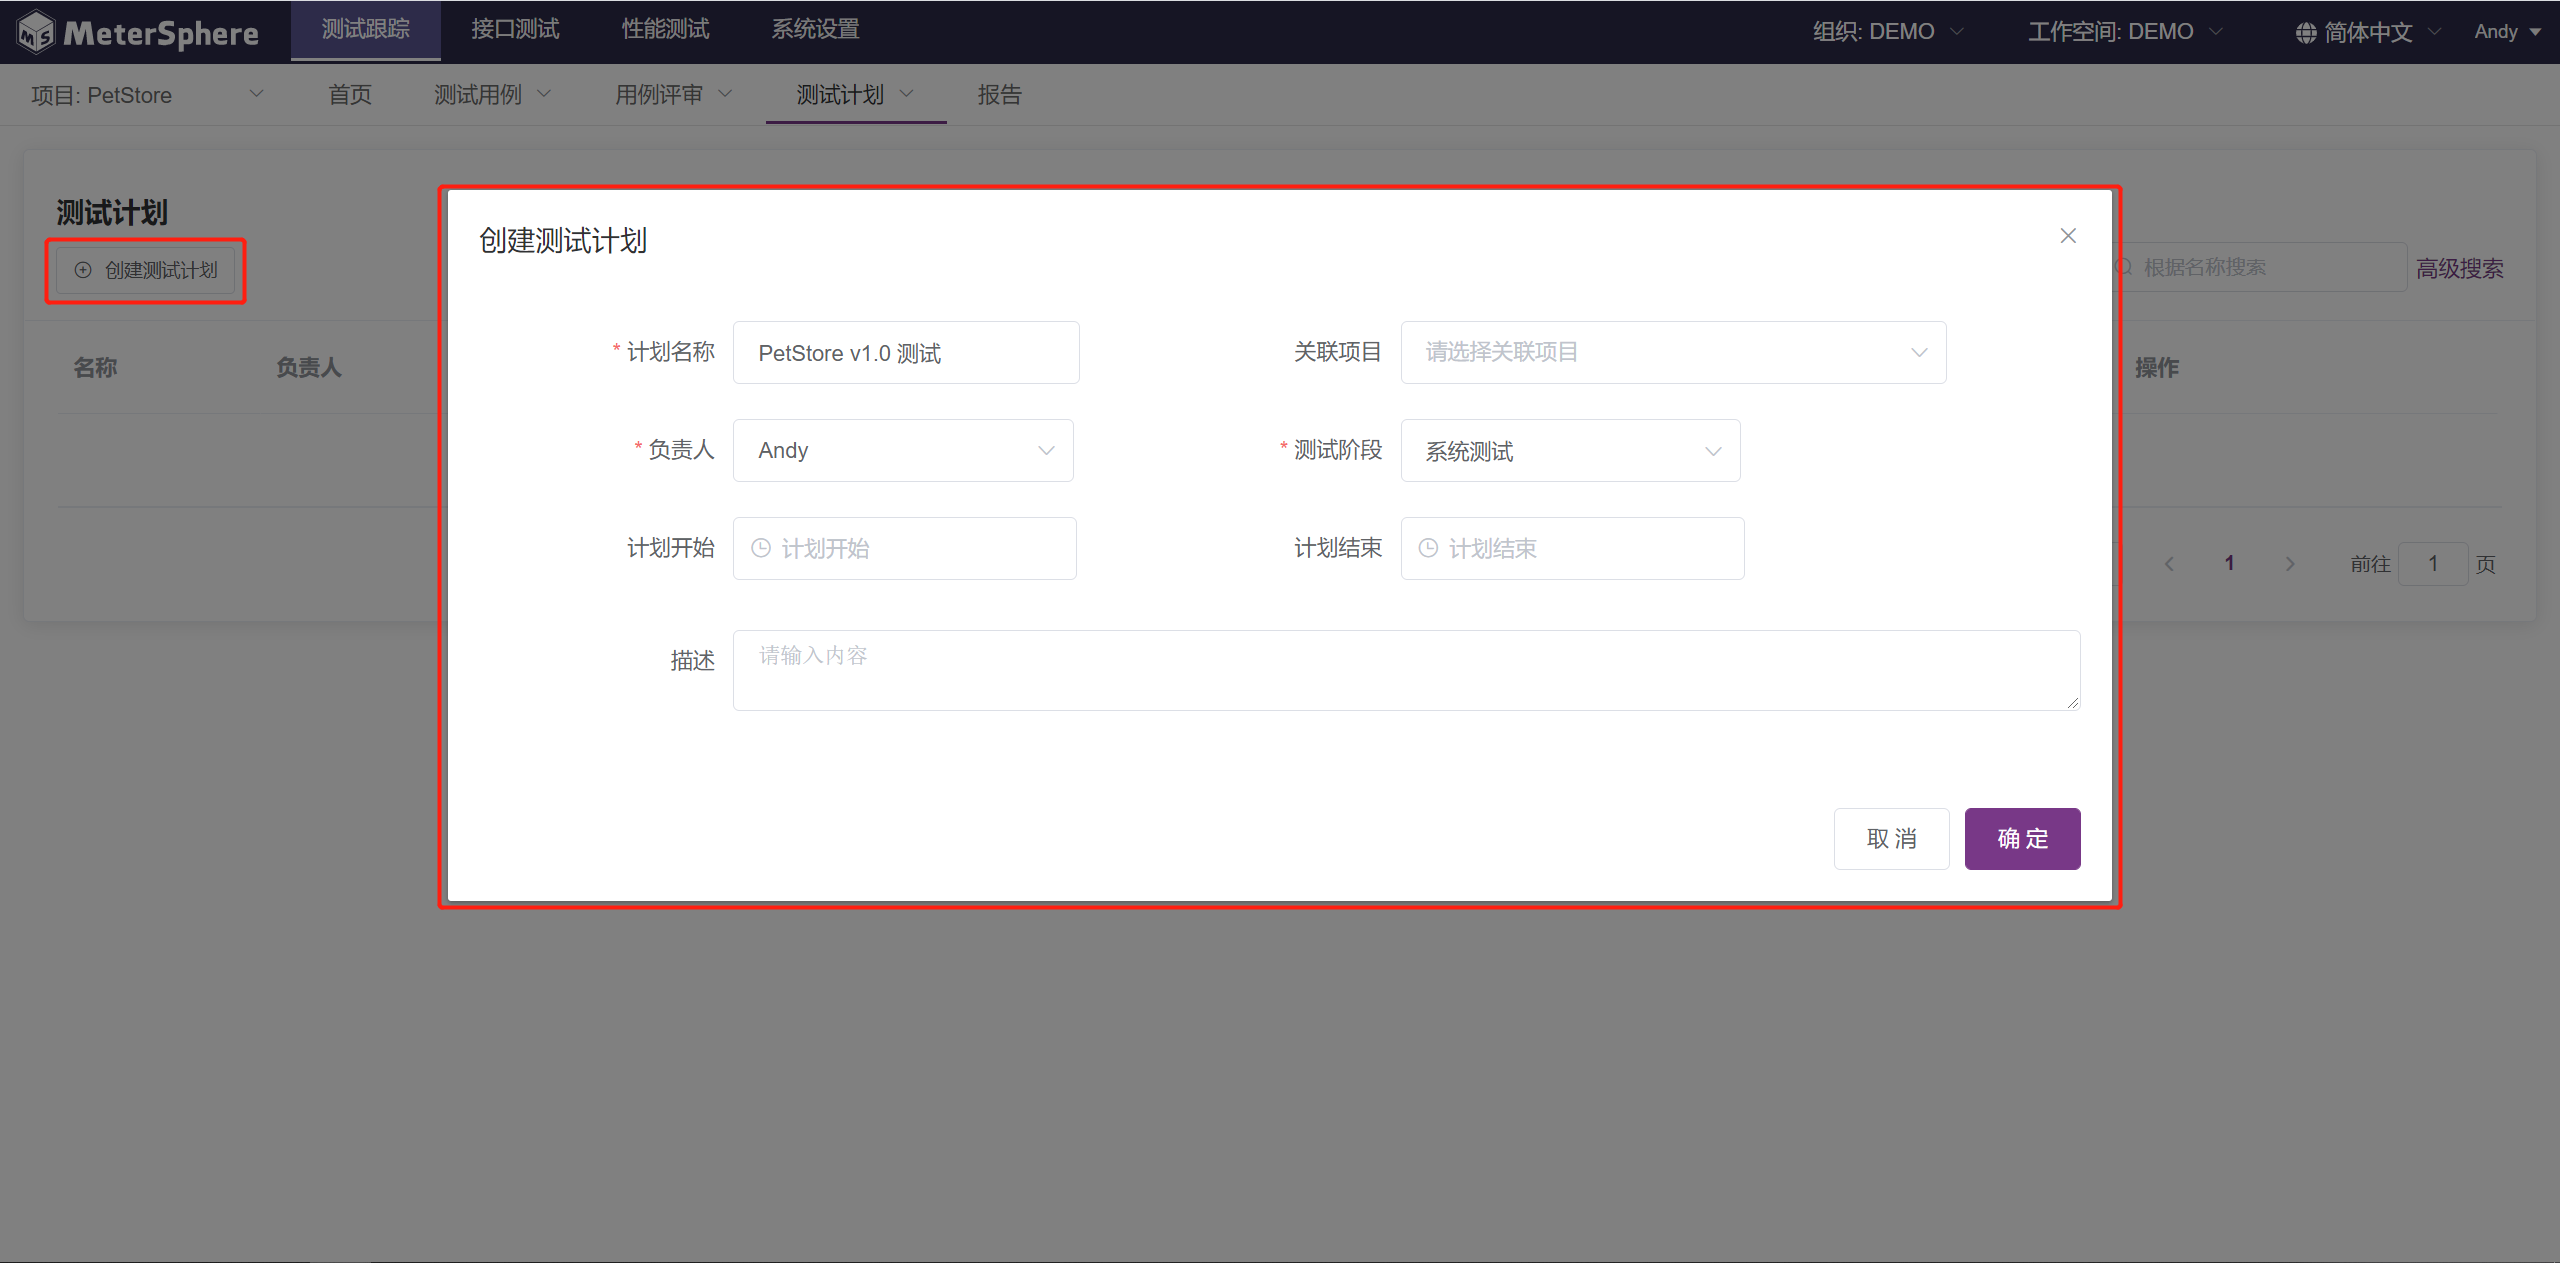 MS MeterSphere 测试跟踪 接口测试 性能测试 系统设置 组织: DEMO 工作空间: DEMO 简体中文 Andy
项目: PetStore 首页 测试用例 用例评审 测试计划 报告
测试计划
创建测试计划
根据名称搜索 高级搜索
名称 负责人 操作
1 前往 1 页
创建测试计划
* 计划名称 PetStore v1.0 测试 关联项目 请选择关联项目
* 负责人 Andy * 测试阶段 系统测试
计划开始 计划开始 计划结束 计划结束
描述 请输入内容
取 消 确 定